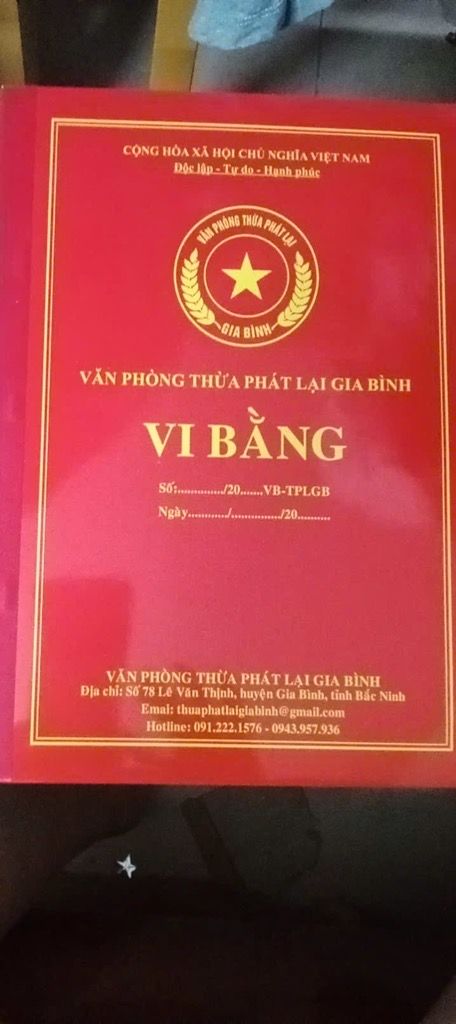 CỘNG HÒA XÃ HỘI CHỦ NGHĨA VIỆT NAM
Độc lập - Tự do - Hạnh phúc
VĂN PHÒNG THỪA PHÁT LẠI
GIA BÌNH
VĂN PHÒNG THỪA PHÁT LẠI GIA BÌNH
VI BẰNG
Số:............../20.......VB-TPLGB
Ngày............/.............../20..........
VĂN PHÒNG THỪA PHÁT LẠI GIA BÌNH
Địa chỉ: Số 78 Lê Văn Thịnh, huyện Gia Bình, tỉnh Bắc Ninh
Emai: thuaphatlaigiabinh@gmail.com
Hotline: 091.222.1576 - 0943.957.936